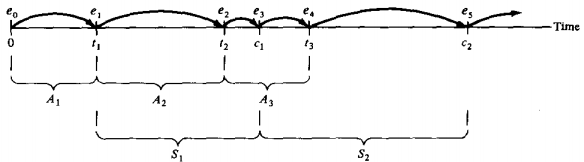 e₀ e₁ e₂ e₃ e₄ e₅
0 t₁ t₂ c₁ t₃ c₂ Time
A₁ A₂ A₃
S₁ S₂